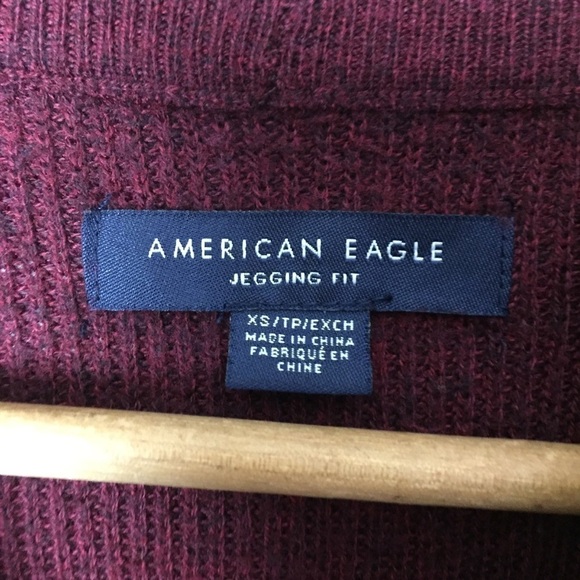 AMERICAN EAGLE
JEGGING FIT
XS/TP/EXCH
MADE IN CHINA
FABRIQUÉ EN
CHINE